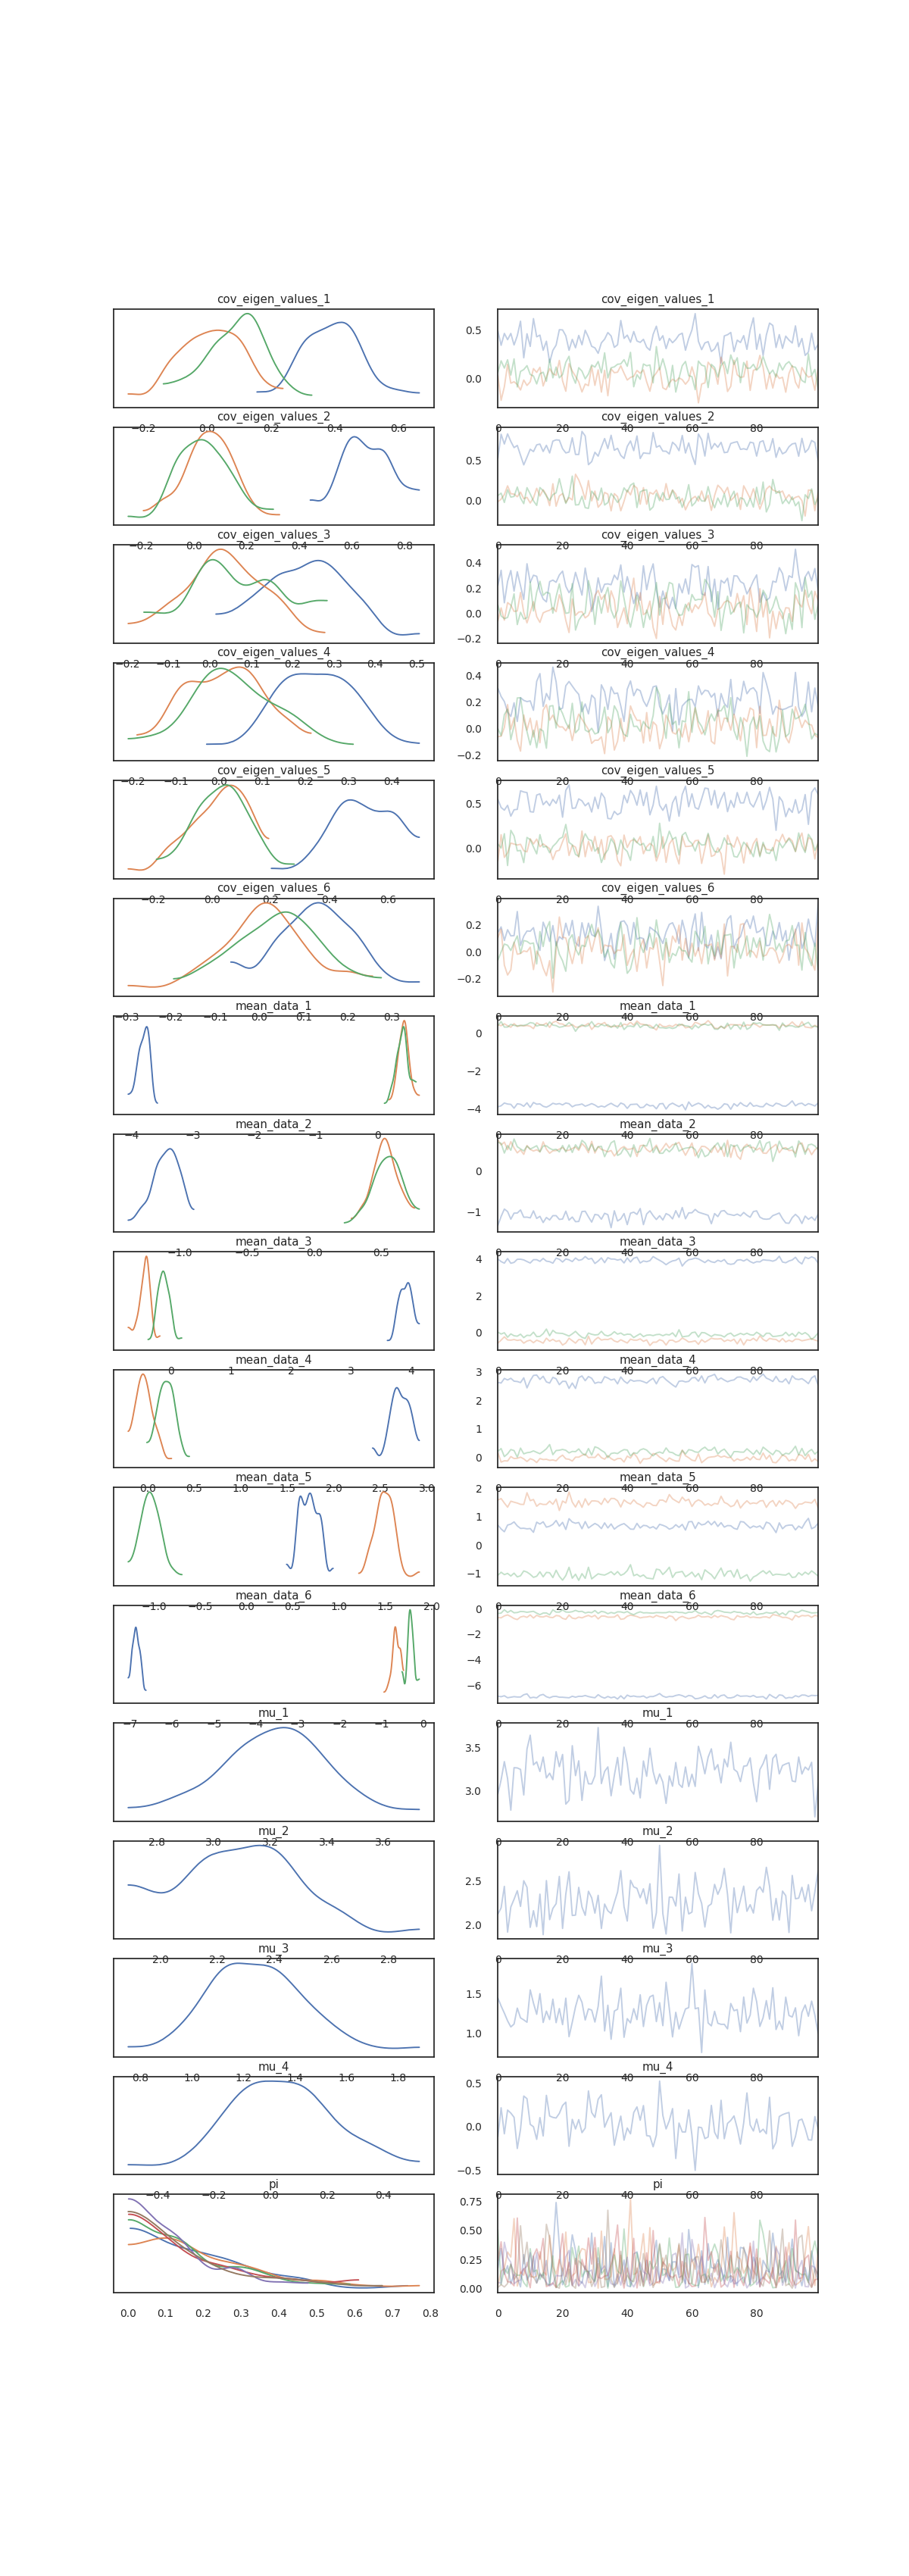 cov_eigen_values_1 cov_eigen_values_1
0.5
0.0
cov_eigen_values_2 cov_eigen_values_2
−0.2 0.0 0.2 0.4 0.6 0 20 40 60 80
0.5
0.0
cov_eigen_values_3 cov_eigen_values_3
−0.2 0.0 0.2 0.4 0.6 0.8 0 20 40 60 80
0.4
0.2
0.0
−0.2
cov_eigen_values_4 cov_eigen_values_4
−0.2 −0.1 0.0 0.1 0.2 0.3 0.4 0.5 0 20 40 60 80
0.4
0.2
0.0
−0.2
cov_eigen_values_5 cov_eigen_values_5
−0.2 −0.1 0.0 0.1 0.2 0.3 0.4 0 20 40 60 80
0.5
0.0
cov_eigen_values_6 cov_eigen_values_6
−0.2 0.0 0.2 0.4 0.6 0 20 40 60 80
0.2
0.0
−0.2
mean_data_1 mean_data_1
−0.3 −0.2 −0.1 0.0 0.1 0.2 0.3 0 20 40 60 80
0
−2
−4
mean_data_2 mean_data_2
−4 −3 −2 −1 0 0 20 40 60 80
0
−1
mean_data_3 mean_data_3
−1.0 −0.5 0.0 0.5 0 20 40 60 80
4
2
0
mean_data_4 mean_data_4
0 1 2 3 4 0 20 40 60 80
3
2
1
0
mean_data_5 mean_data_5
0.0 0.5 1.0 1.5 2.0 2.5 3.0 0 20 40 60 80
2
1
0
−1
mean_data_6 mean_data_6
−1.0 −0.5 0.0 0.5 1.0 1.5 2.0 0 20 40 60 80
0
−2
−4
−6
mu_1 mu_1
−7 −6 −5 −4 −3 −2 −1 0 0 20 40 60 80
3.5
3.0
mu_2 mu_2
2.8 3.0 3.2 3.4 3.6 0 20 40 60 80
2.5
2.0
mu_3 mu_3
2.0 2.2 2.4 2.6 2.8 0 20 40 60 80
1.5
1.0
mu_4 mu_4
0.8 1.0 1.2 1.4 1.6 1.8 0 20 40 60 80
0.5
0.0
−0.5
pi pi
−0.4 −0.2 0.0 0.2 0.4 0 20 40 60 80
0.75
0.50
0.25
0.00
0.0 0.1 0.2 0.3 0.4 0.5 0.6 0.7 0.8 0 20 40 60 80